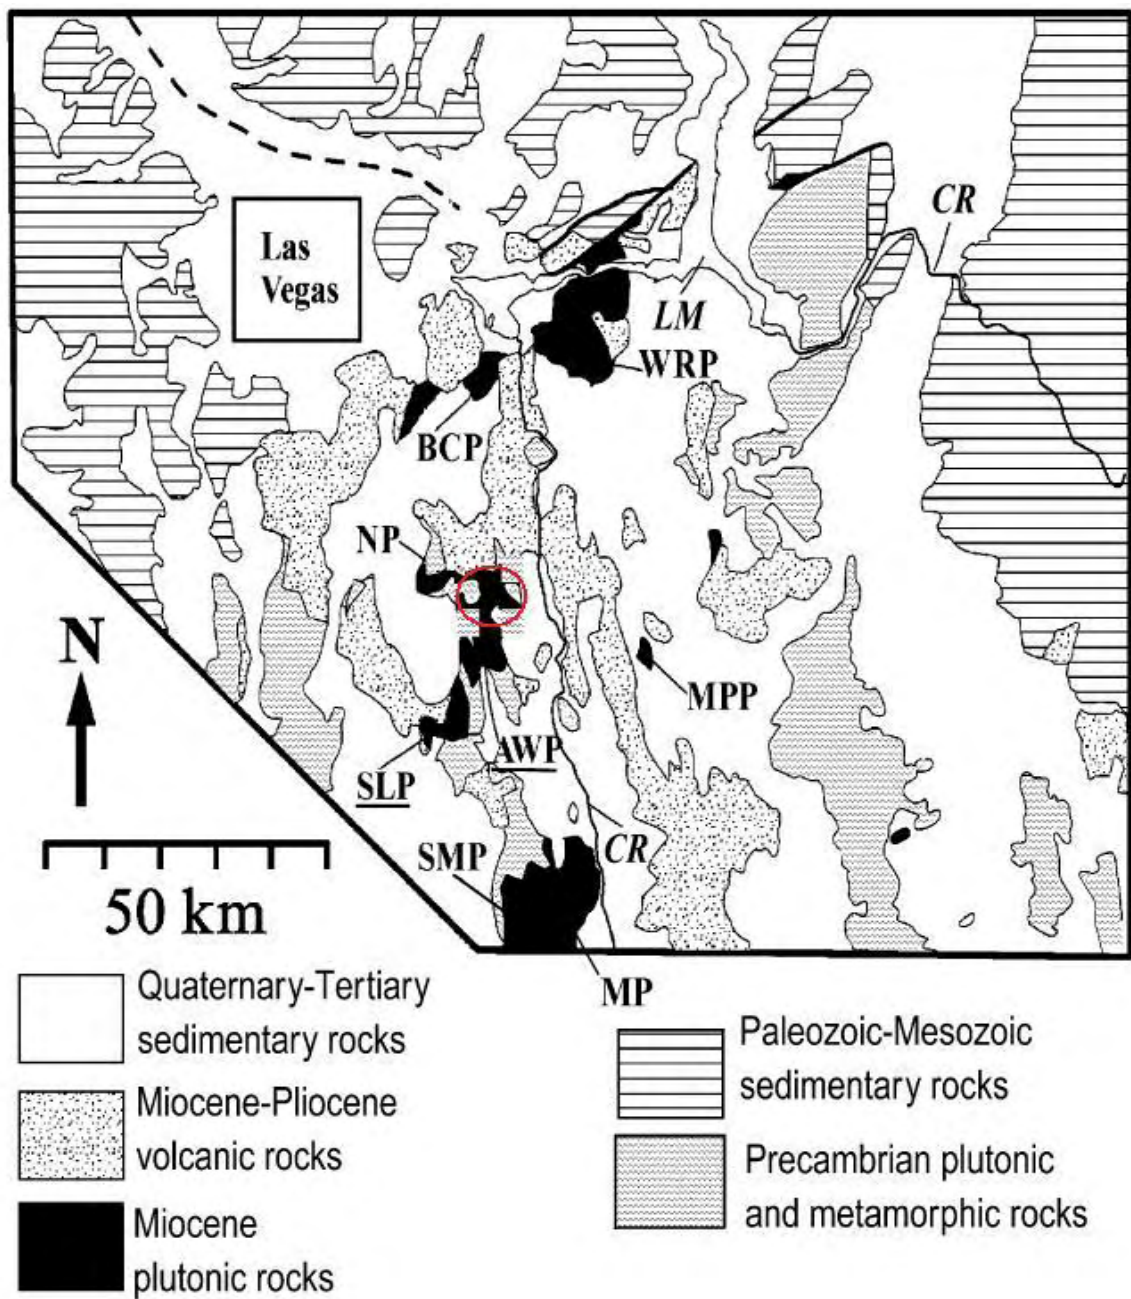 CR
Las
Vegas
LM
WRP
BCP
NP
N
MPP
AWP
SLP
CR
SMP
50 km
MP
Quaternary-Tertiary
sedimentary rocks
Miocene-Pliocene
volcanic rocks
Miocene
plutonic rocks
Paleozoic-Mesozoic
sedimentary rocks
Precambrian plutonic
and metamorphic rocks